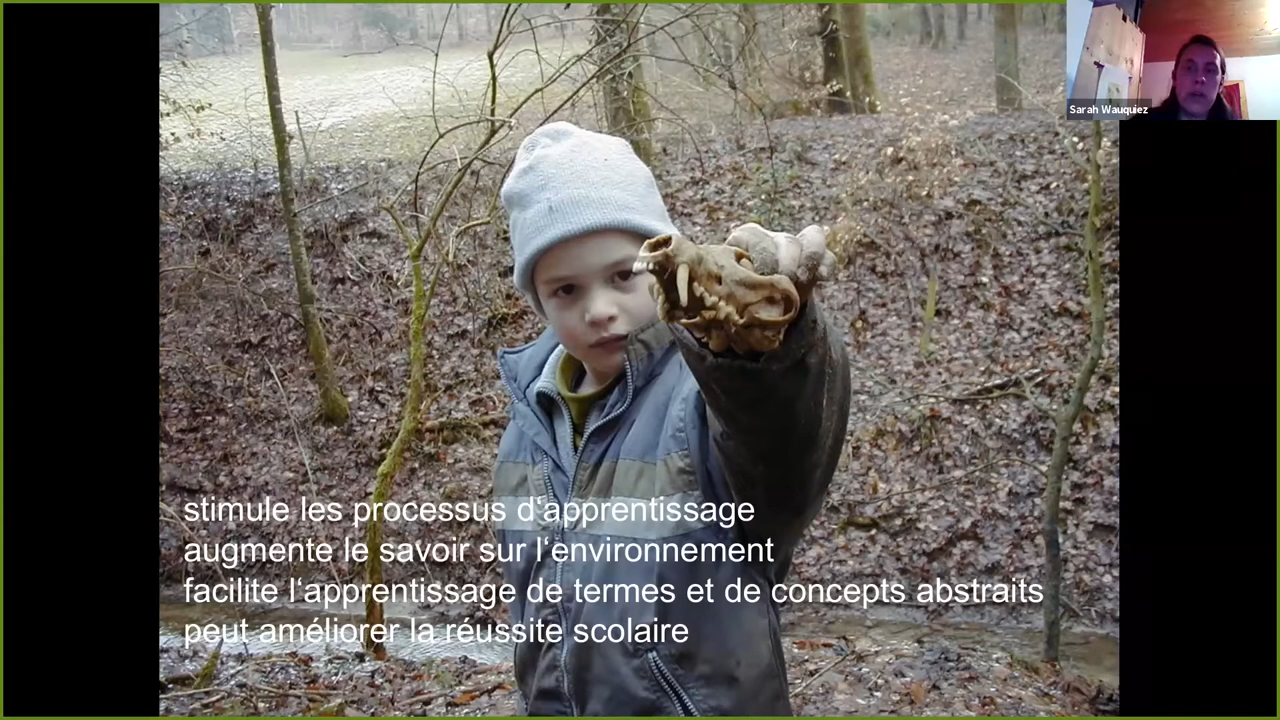 Sarah Wauquiez
stimule les processus d‘apprentissage
augmente le savoir sur l‘environnement
facilite l‘apprentissage de termes et de concepts abstraits
peut améliorer la réussite scolaire